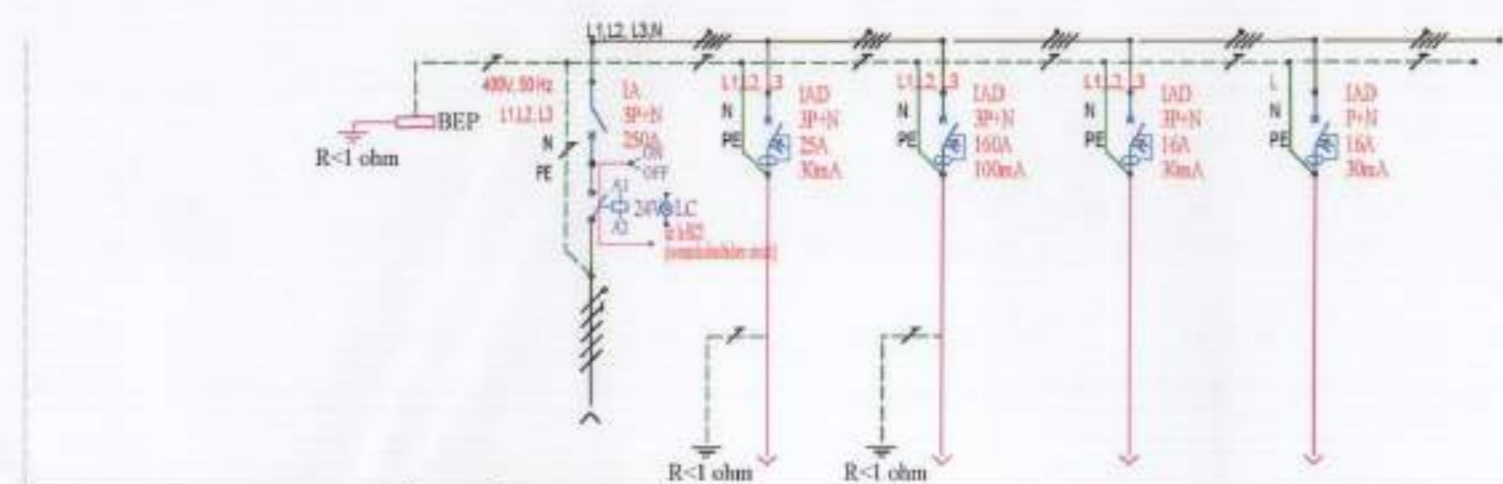 L1,L2, L3,N
400V, 50 Hz
L1,L2, L3
N
PE
IA
3P+N
250A
ON
OFF
A1
A2
24V
LC
BEP
R<1 ohm
L1,L2, L3
N
PE
IAD
3P+N
25A
30mA
L1,L2, L3
N
PE
IAD
3P+N
160A
100mA
L1,L2, L3
N
PE
IAD
3P+N
16A
30mA
L
N
PE
IAD
P+N
16A
30mA
R<1 ohm
R<1 ohm